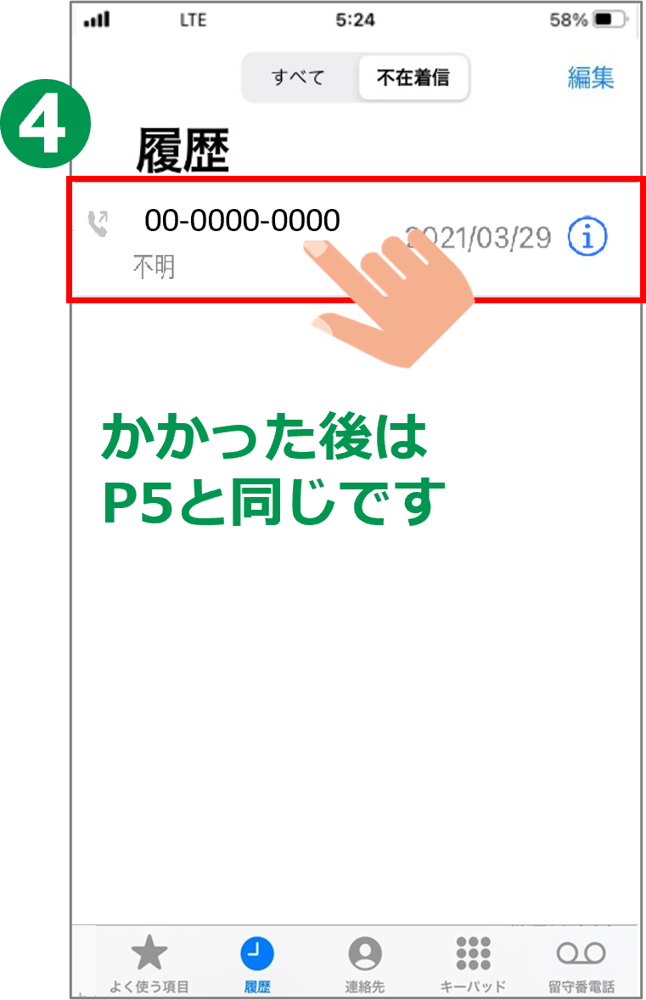 LTE 5:24 58%
すべて 不在着信 編集
4
履歴
00-0000-0000
2021/03/29
不明
かかった後は
P5と同じです
よく使う項目 履歴 連絡先 キーパッド 留守番電話